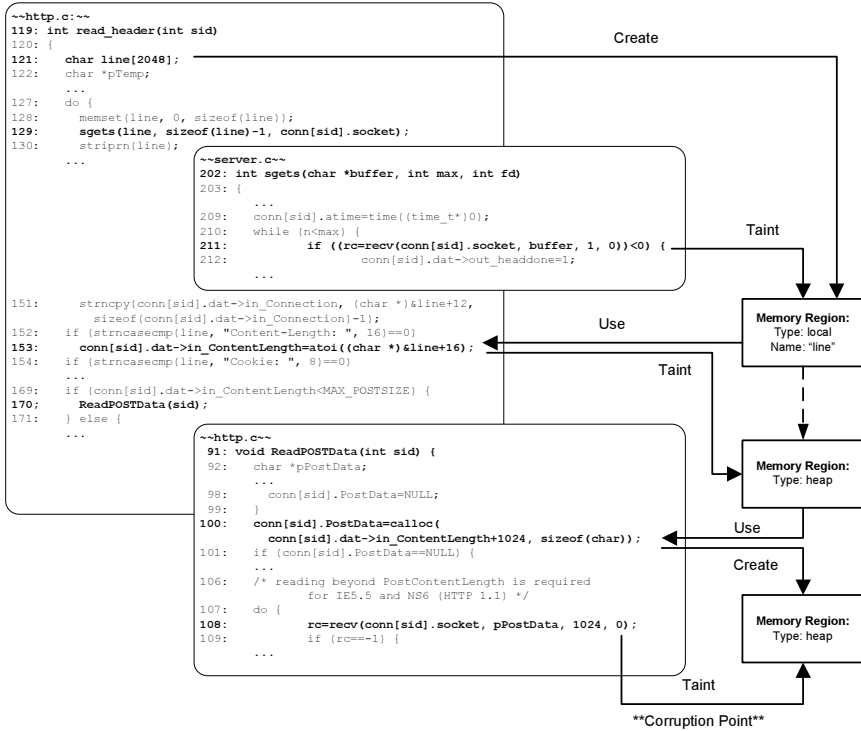 ~~http.c:~~
119: int read_header(int sid)
120: {
121: char line[2048];
122: char *pTemp;
...
127: do {
128: memset(line, 0, sizeof(line));
129: sgets(line, sizeof(line)-1, conn[sid].socket);
130: striprn(line);
...
~~server.c~~
202: int sgets(char *buffer, int max, int fd)
203: {
...
209: conn[sid].atime=time((time_t*)0);
210: while (n<max) {
211: if ((rc=recv(conn[sid].socket, buffer, 1, 0))<0) {
212: conn[sid].dat->out_headdone=1;
...
151: strncpy(conn[sid].dat->in_Connection, (char *)&line+12,
sizeof(conn[sid].dat->in_Connection)-1);
152: if (strncasecmp(line, "Content-Length: ", 16)==0)
153: conn[sid].dat->in_ContentLength=atoi((char *)&line+16);
154: if (strncasecmp(line, "Cookie: ", 8)==0)
...
169: if (conn[sid].dat->in_ContentLength<MAX_POSTSIZE) {
170; ReadPOSTData(sid);
171: } else {
...
~~http.c~~
91: void ReadPOSTData(int sid) {
92: char *pPostData;
...
98: conn[sid].PostData=NULL;
99: }
100: conn[sid].PostData=calloc(
conn[sid].dat->in_ContentLength+1024, sizeof(char));
101: if (conn[sid].PostData==NULL) {
...
106: /* reading beyond PostContentLength is required
for IE5.5 and NS6 (HTTP 1.1) */
107: do {
108: rc=recv(conn[sid].socket, pPostData, 1024, 0);
109: if (rc==-1) {
...
Create
Taint
Memory Region:
Type: local
Name: "line"
Use
Taint
Memory Region:
Type: heap
Use
Create
Memory Region:
Type: heap
Taint
**Corruption Point**